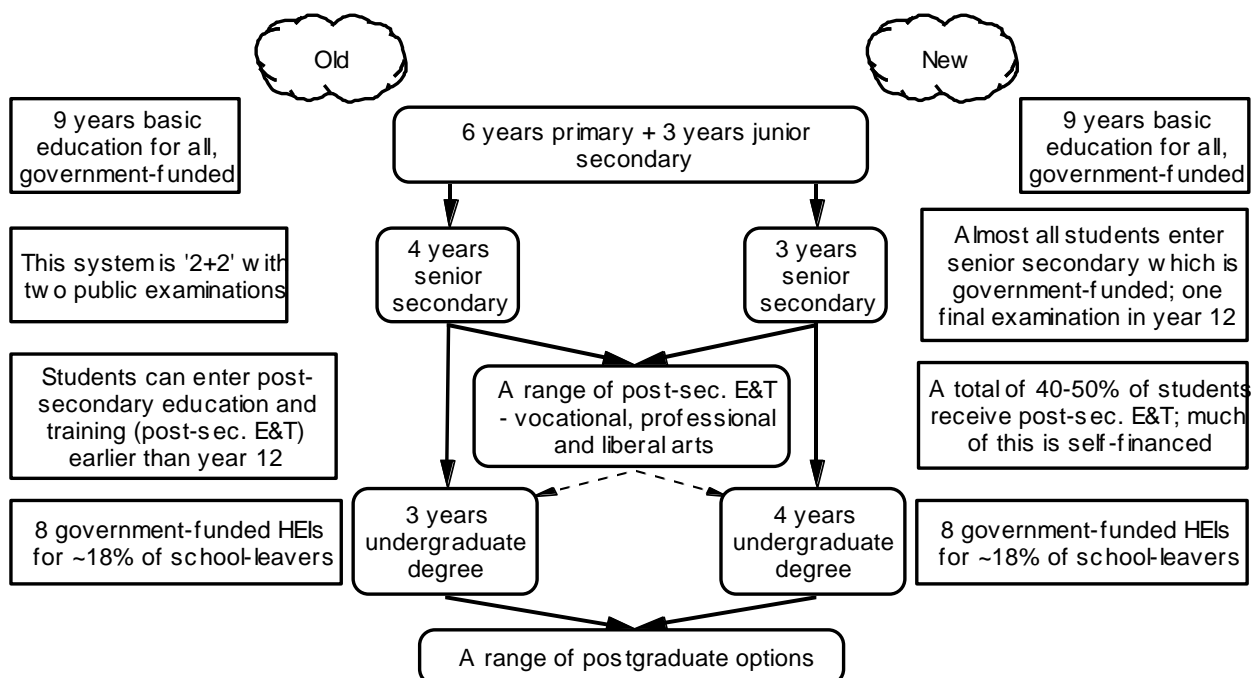 Old
New
9 years basic
education for all,
government-funded
6 years primary + 3 years junior
secondary
9 years basic
education for all,
government-funded
This system is '2+2' with
two public examinations
4 years
senior
secondary
3 years
senior
secondary
Almost all students enter
senior secondary which is
government-funded; one
final examination in year 12
Students can enter post-
secondary education and
training (post-sec. E&T)
earlier than year 12
A range of post-sec. E&T
- vocational, professional
and liberal arts
A total of 40-50% of students
receive post-sec. E&T; much
of this is self-financed
8 government-funded HEIs
for ~18% of school-leavers
3 years
undergraduate
degree
4 years
undergraduate
degree
8 government-funded HEIs
for ~18% of school-leavers
A range of postgraduate options